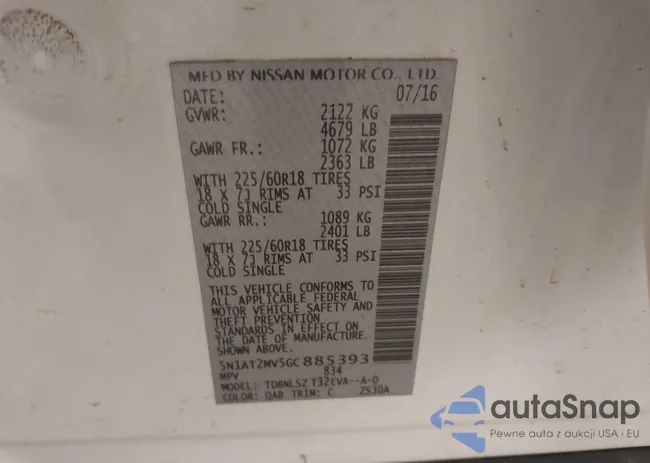 MFD BY NISSAN MOTOR CO., LTD.
DATE: 07/16
GVWR: 2122 KG
4679 LB
GAWR FR.: 1072 KG
2363 LB
WITH 225/60R18 TIRES
18 X 7J RIMS AT 33 PSI
COLD SINGLE
GAWR RR.: 1089 KG
2401 LB
WITH 225/60R18 TIRES
18 X 7J RIMS AT 33 PSI
COLD SINGLE
THIS VEHICLE CONFORMS TO
ALL APPLICABLE FEDERAL
MOTOR VEHICLE SAFETY AND
THEFT PREVENTION
STANDARDS IN EFFECT ON
THE DATE OF MANUFACTURE
SHOWN ABOVE.
5N1AT2MV5GC885393
MPV 834
MODEL: TDBNLSZ T32EVA--A-D
COLOR: QAB TRIM: C 2S30A
autaSnap
Pewne auta z aukcji USA i EU